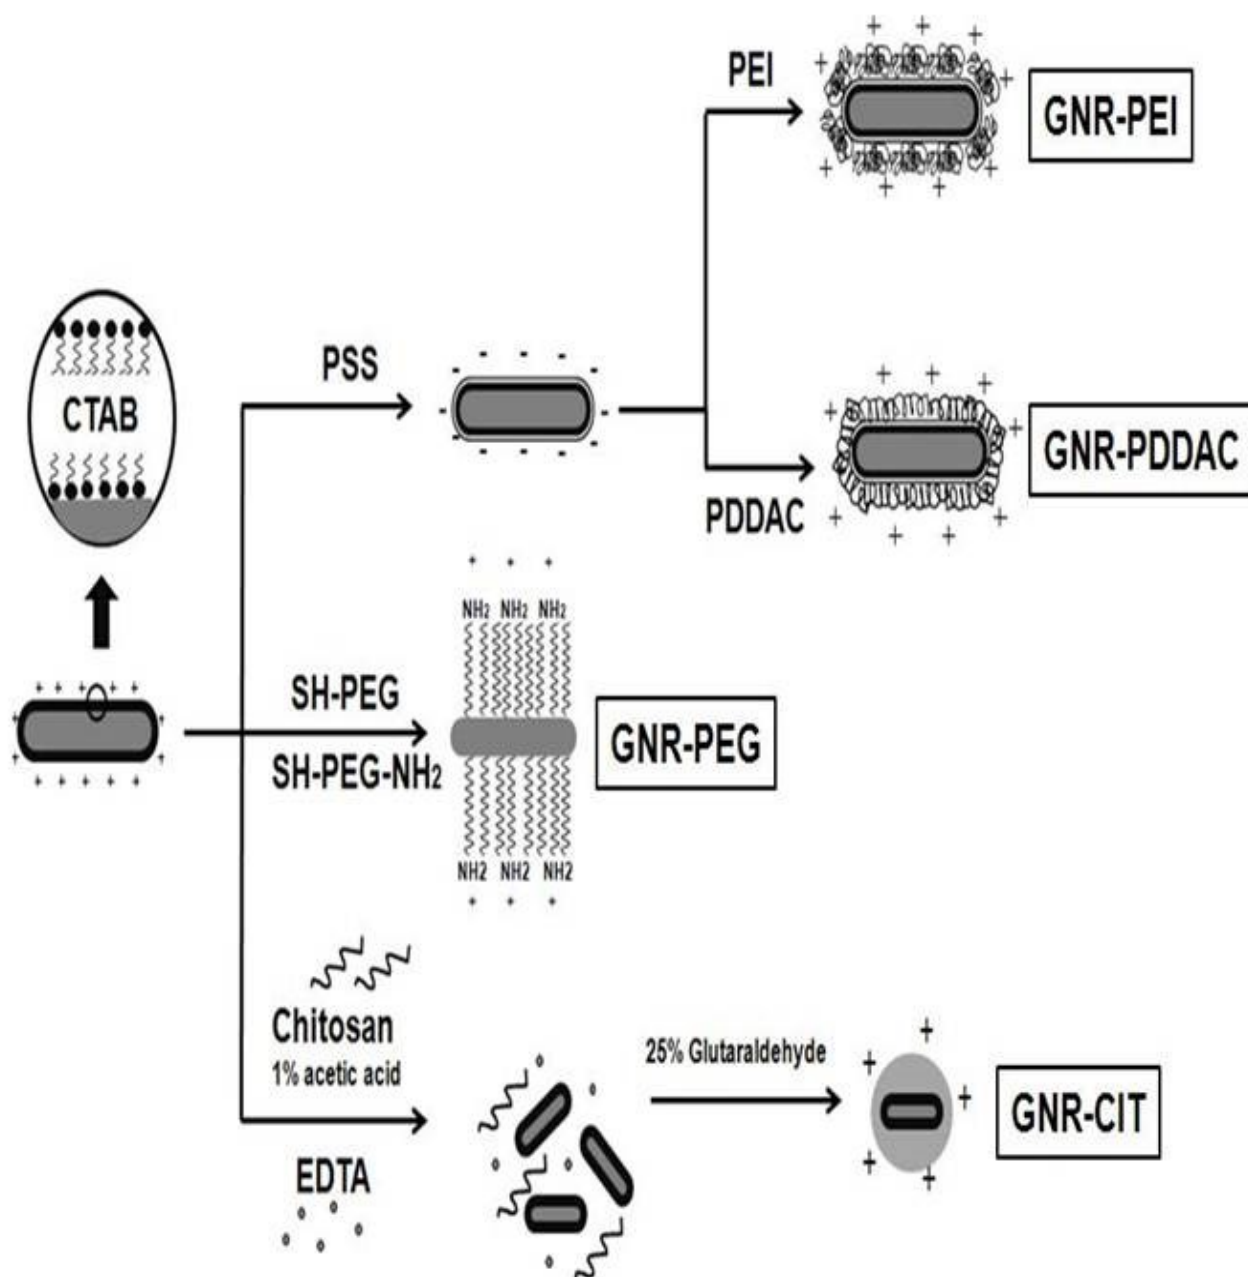 PEI
GNR-PEI
CTAB
PSS
PDDAC
GNR-PDDAC
NH2 NH2 NH2
SH-PEG
SH-PEG-NH2
GNR-PEG
NH2 NH2 NH2
Chitosan
1% acetic acid
EDTA
25% Glutaraldehyde
GNR-CIT